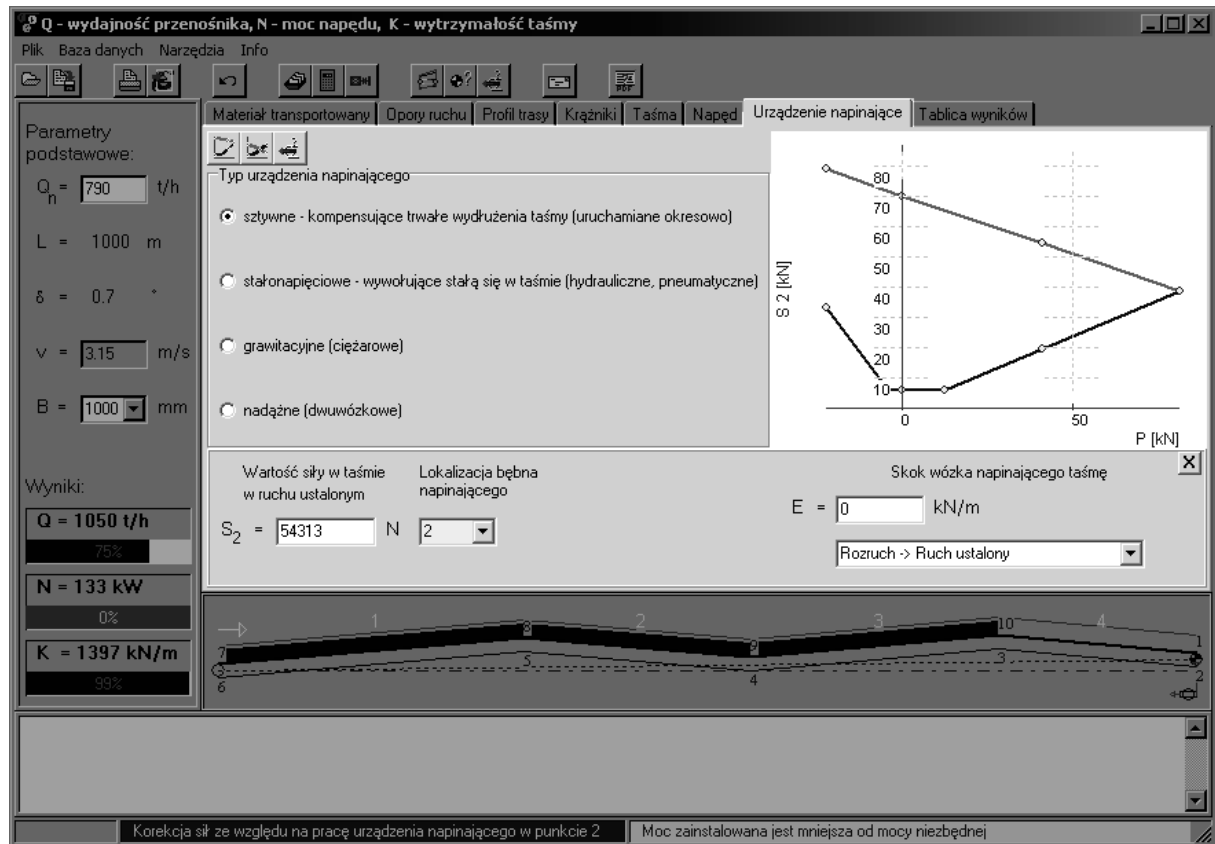 Q - wydajność przenośnika, N - moc napędu, K - wytrzymałość taśmy
Plik Baza danych Narzędzia Info
Materiał transportowany Opory ruchu Profil trasy Krążniki Taśma Napęd Urządzenie napinające Tablica wyników
Parametry
podstawowe:
Qn = 790 t/h
L = 1000 m
δ = 0.7 °
v = 3.15 m/s
B = 1000 mm
Wyniki:
Q = 1050 t/h
75%
N = 133 kW
0%
K = 1397 kN/m
99%
Typ urządzenia napinającego
sztywne - kompensujące trwałe wydłużenia taśmy (uruchamiane okresowo)
stałonapięciowe - wywołujące stałą się w taśmie (hydrauliczne, pneumatyczne)
grawitacyjne (ciężarowe)
nadążne (dwuwózkowe)
80
70
60
50
40
30
20
10
S 2 [kN]
0 50
P [kN]
Wartość siły w taśmie
w ruchu ustalonym
S2 = 54313 N
Lokalizacja bębna
napinającego
2
Skok wózka napinającego taśmę
E = 0 kN/m
Rozruch -> Ruch ustalony
X
1 2 3 4
7 8 9 10 1
6 5 4 3 2
Korekcja sił ze względu na pracę urządzenia napinającego w punkcie 2 Moc zainstalowana jest mniejsza od mocy niezbędnej